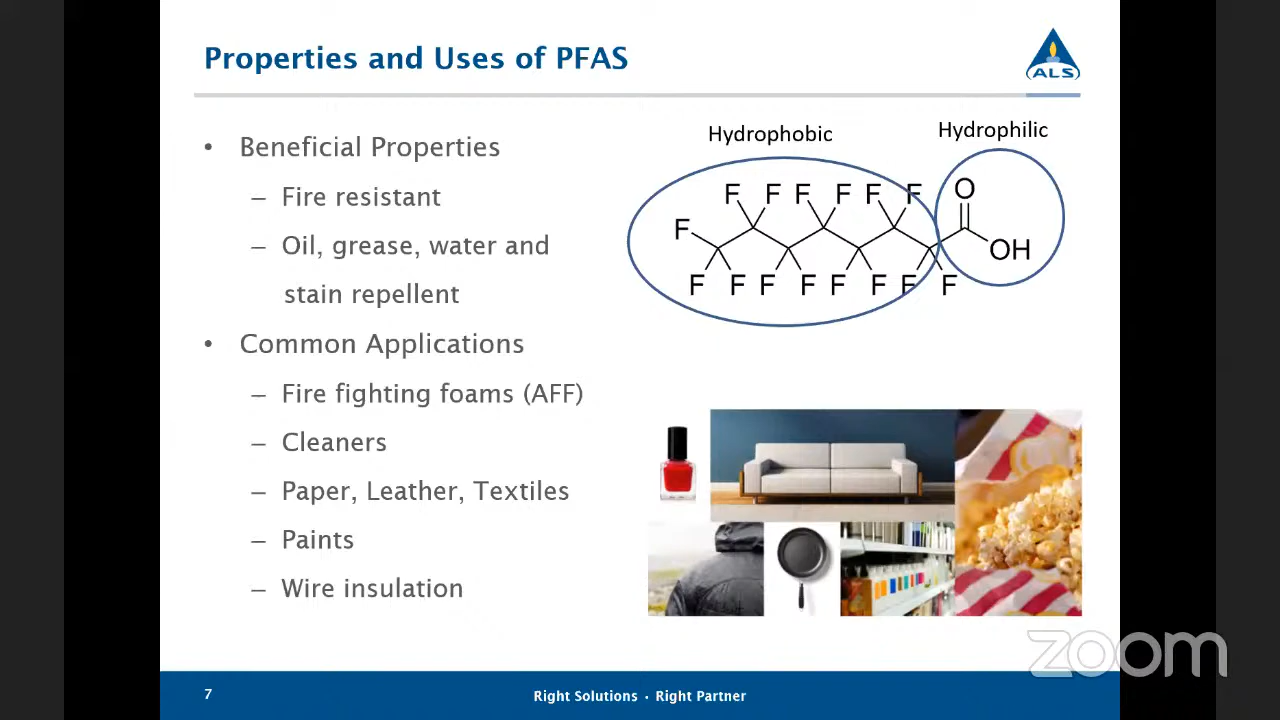 Properties and Uses of PFAS
ALS
• Beneficial Properties
– Fire resistant
– Oil, grease, water and
stain repellent
• Common Applications
– Fire fighting foams (AFF)
– Cleaners
– Paper, Leather, Textiles
– Paints
– Wire insulation
Hydrophobic
Hydrophilic
F F F F F F O
F
OH
F F F F F F F F
zoom
7
Right Solutions · Right Partner